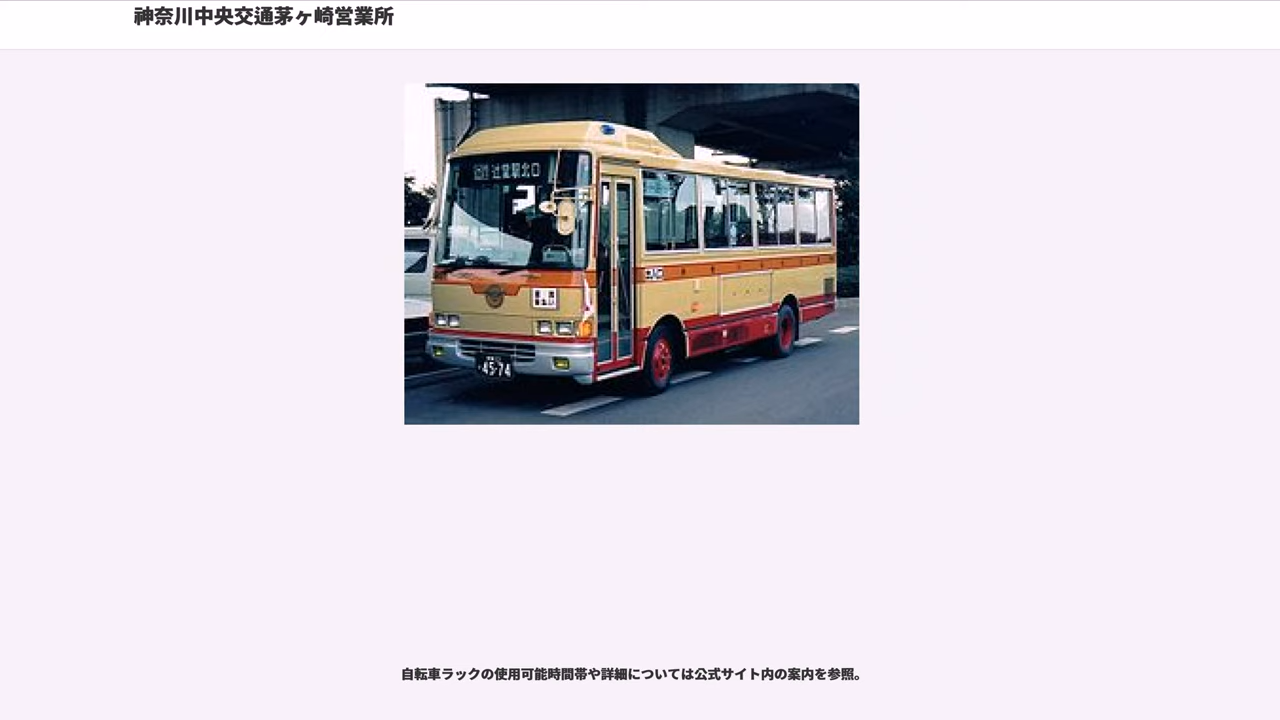 神奈川中央交通茅ヶ崎営業所
辻堂駅北口
入口
45-74
自転車ラックの使用可能時間帯や詳細については公式サイト内の案内を参照。